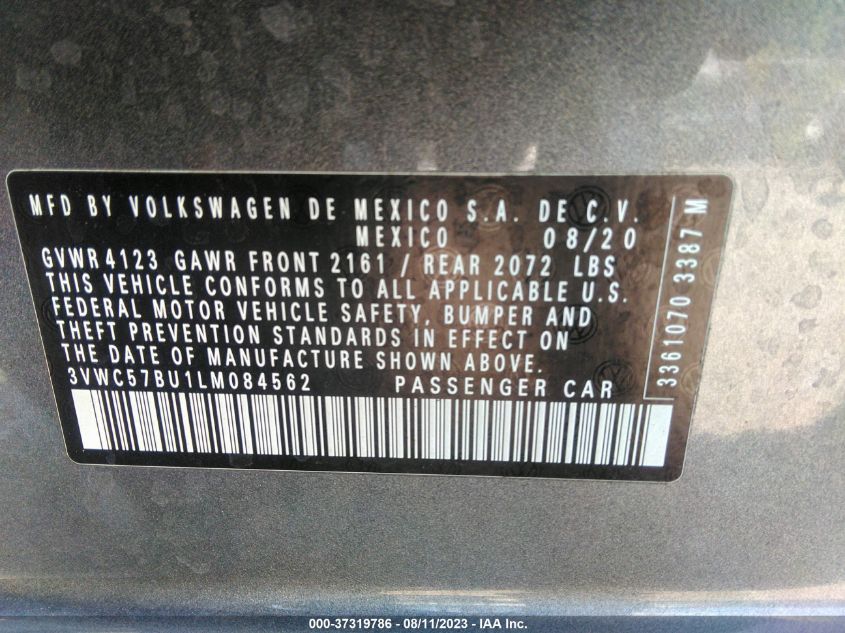 MFD BY VOLKSWAGEN DE MEXICO S.A. DE C.V.
MEXICO 08/20
GVWR 4123 GAWR FRONT 2161 / REAR 2072 LBS
THIS VEHICLE CONFORMS TO ALL APPLICABLE U.S.
FEDERAL MOTOR VEHICLE SAFETY, BUMPER AND
THEFT PREVENTION STANDARDS IN EFFECT ON
THE DATE OF MANUFACTURE SHOWN ABOVE.
3VWC57BU1LM084562 PASSENGER CAR
3361070 3387 M
000-37319786 - 08/11/2023 - IAA Inc.